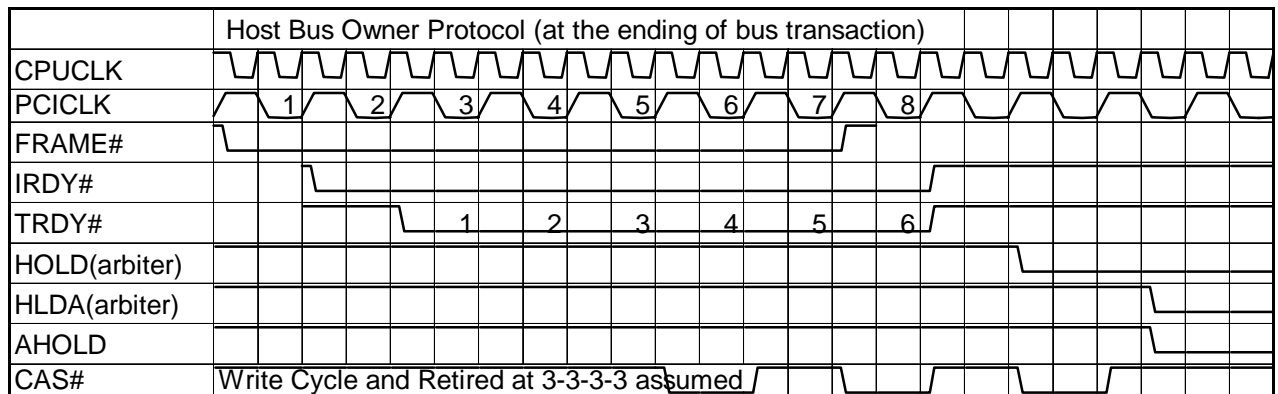 Host Bus Owner Protocol (at the ending of bus transaction)
CPUCLK
PCICLK 1 2 3 4 5 6 7 8
FRAME#
IRDY#
TRDY# 1 2 3 4 5 6
HOLD(arbiter)
HLDA(arbiter)
AHOLD
CAS# Write Cycle and Retired at 3-3-3-3 assumed